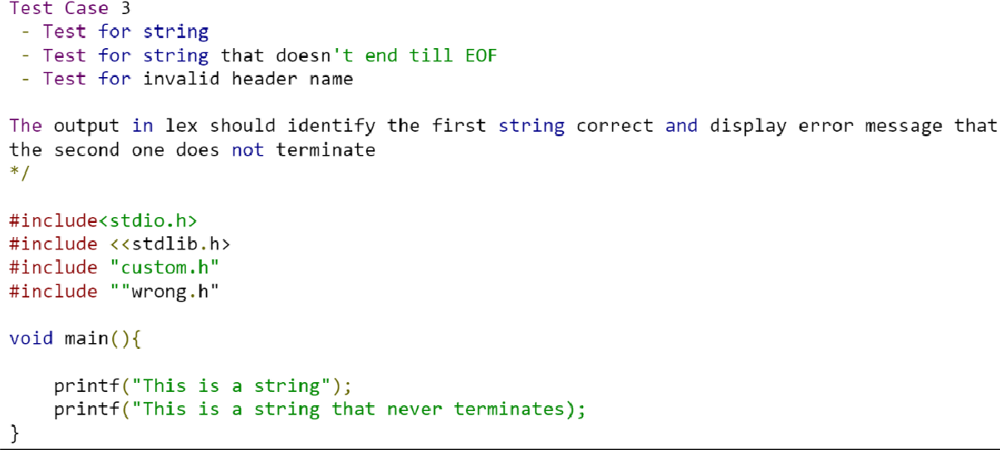 Test Case 3
- Test for string
- Test for string that doesn't end till EOF
- Test for invalid header name
The output in lex should identify the first string correct and display error message that
the second one does not terminate
*/
#include<stdio.h>
#include <<stdlib.h>
#include "custom.h"
#include ""wrong.h"
void main(){
printf("This is a string");
printf("This is a string that never terminates);
}